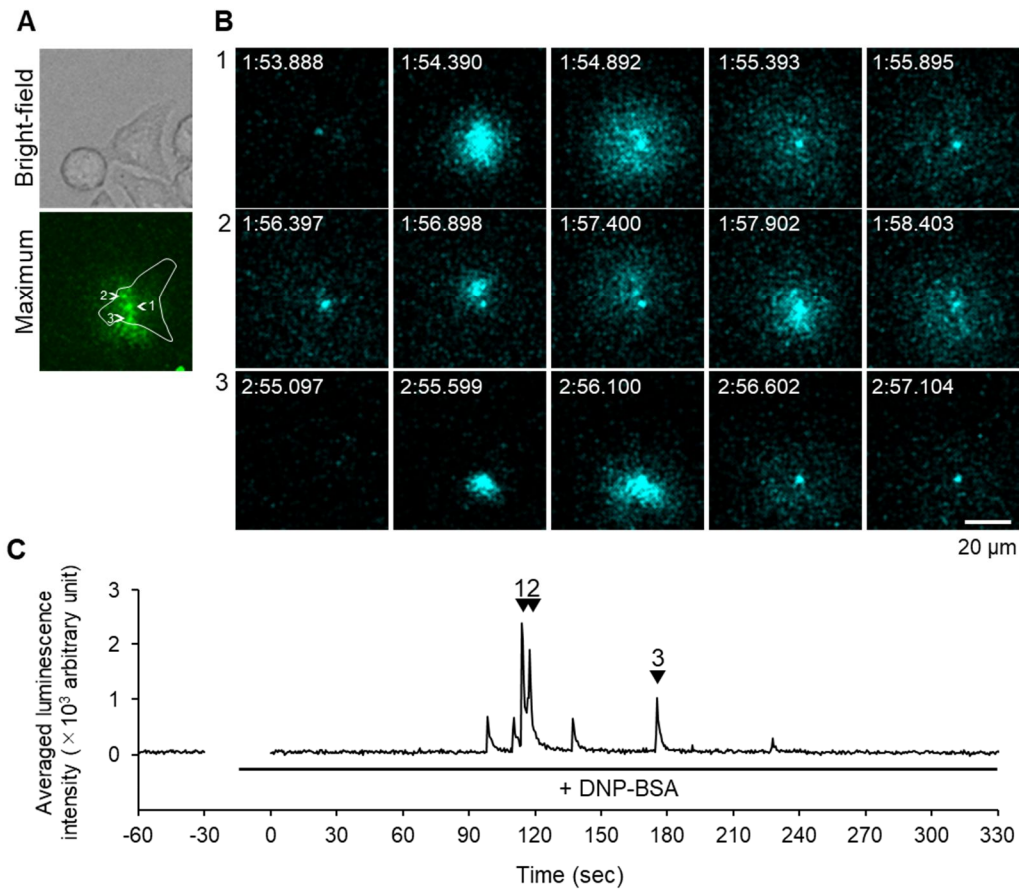 A
B
Bright-field
Maximum
2
1
3
1
1:53.888
1:54.390
1:54.892
1:55.393
1:55.895
2
1:56.397
1:56.898
1:57.400
1:57.902
1:58.403
3
2:55.097
2:55.599
2:56.100
2:56.602
2:57.104
20 µm
C
Averaged luminescence
intensity ( × 10³ arbitrary unit)
3
2
1
0
12
3
+ DNP-BSA
-60 -30 0 30 60 90 120 150 180 210 240 270 300 330
Time (sec)